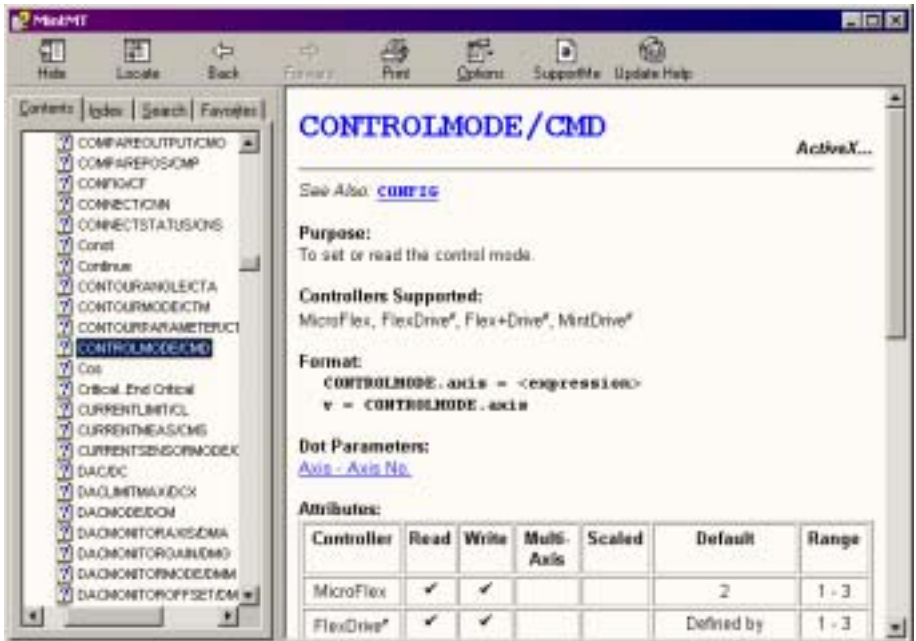 MintMT
Hide Locate Back Forward Print Options SupportMe Update Help
Contents Index Search Favorites
COMPAREOUTPUT/CMO
COMPAREPOS/CMP
CONFIG/CF
CONNECT/CNN
CONNECTSTATUS/CNS
Const
Continue
CONTOURANGLE/CTA
CONTOURMODE/CTM
CONTOURPARAMETER/CT
CONTROLMODE/CMD
Cos
Critical..End Critical
CURRENTLIMIT/CL
CURRENTMEAS/CMS
CURRENTSENSORMODE/C
DAC/DC
DACLIMITMAX/DCX
DACMODE/DCM
DACMONITORAXIS/DMA
DACMONITORGAIN/DMG
DACMONITORMODE/DMM
DACMONITOROFFSET/DM
CONTROLMODE/CMD
ActiveX...
See Also: CONFIG
Purpose:
To set or read the control mode.
Controllers Supported:
MicroFlex, FlexDrive#, Flex+Drive#, MintDrive#
Format:
CONTROLMODE.axis = <expression>
v = CONTROLMODE.axis
Dot Parameters:
Axis - Axis No.
Attributes:
Controller Read Write Multi-Axis Scaled Default Range
MicroFlex ✓ ✓ 2 1 - 3
FlexDrive# ✓ ✓ Defined by 1 - 3